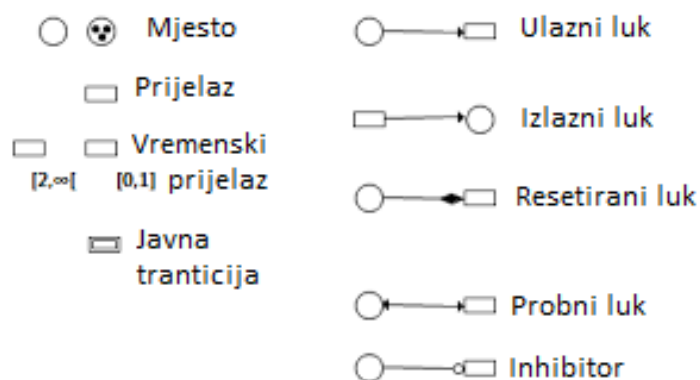 Mjesto
Prijelaz
Vremenski
[2,∞[ [0,1] prijelaz
Javna
tranticija
Ulazni luk
Izlazni luk
Resetirani luk
Probni luk
Inhibitor